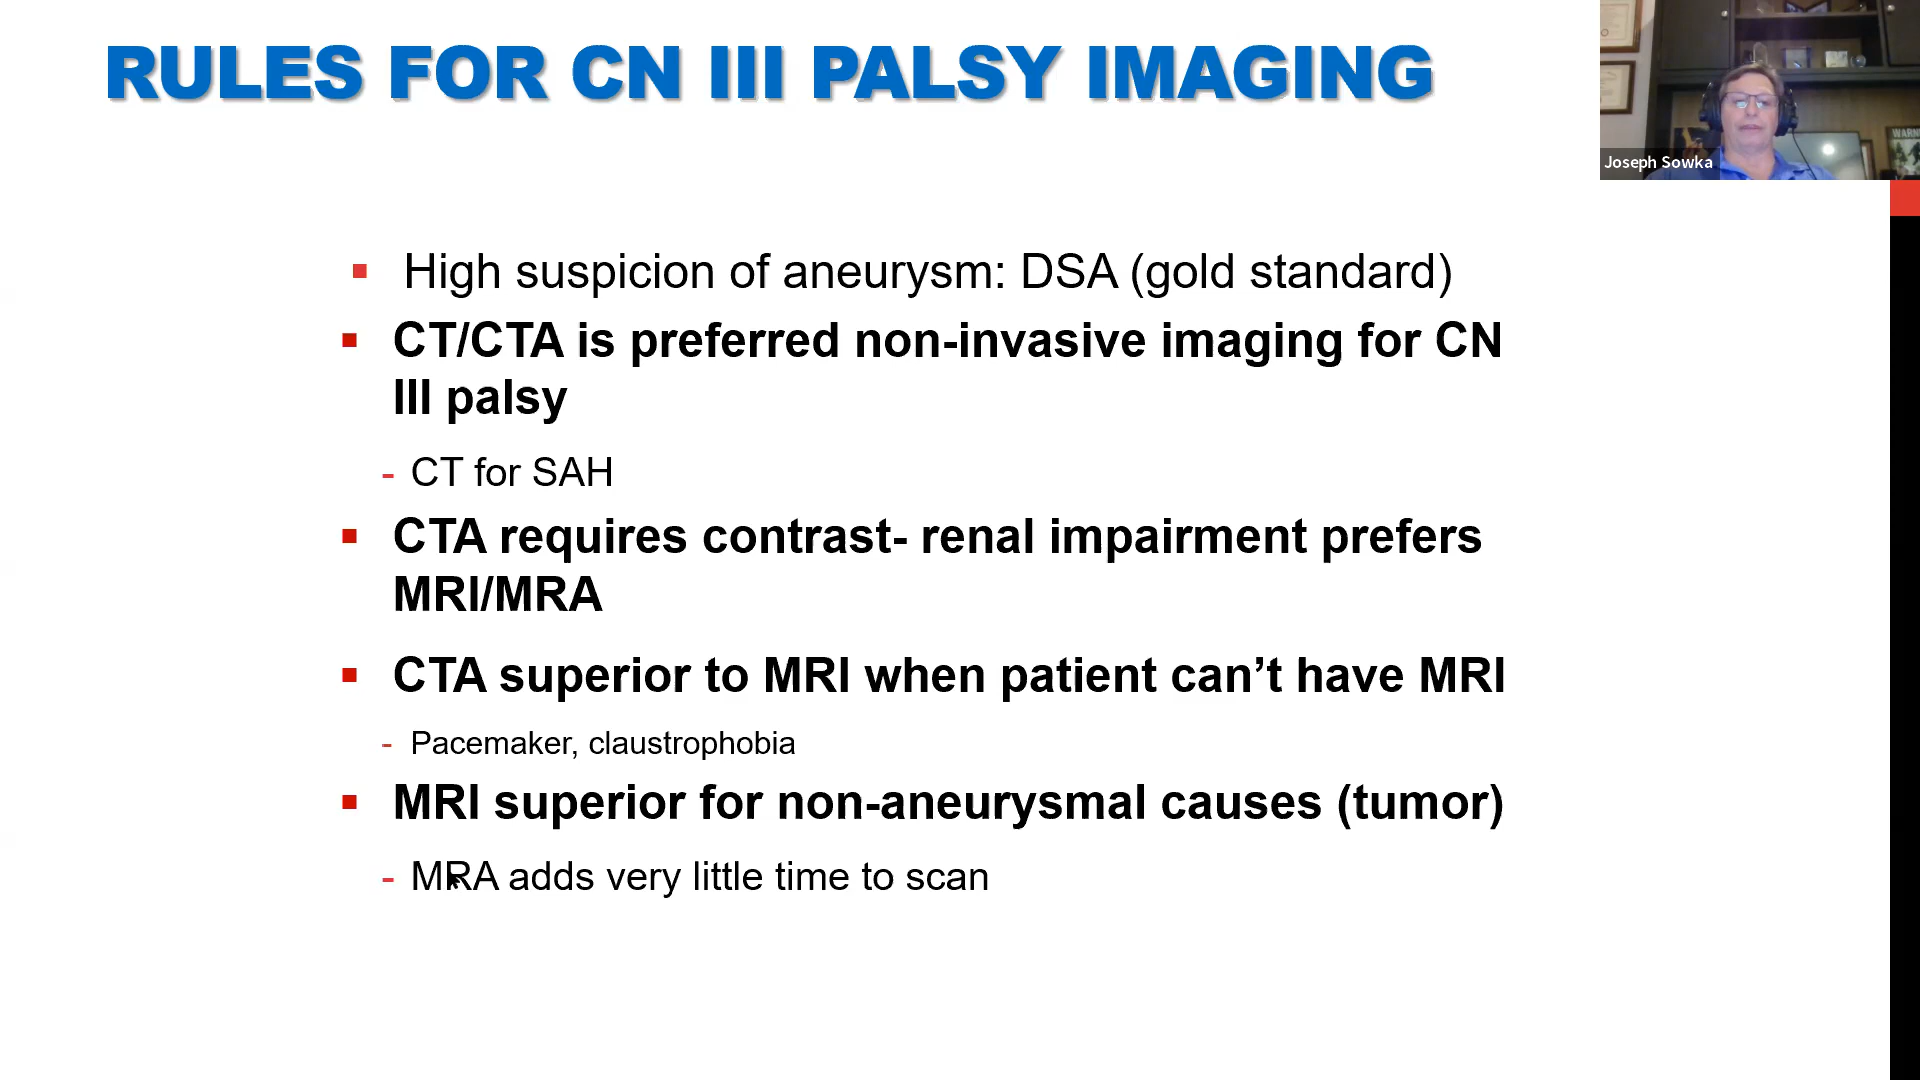 RULES FOR CN III PALSY IMAGING
Joseph Sowka
WARN
▪ High suspicion of aneurysm: DSA (gold standard)
▪ CT/CTA is preferred non-invasive imaging for CN
III palsy
- CT for SAH
▪ CTA requires contrast- renal impairment prefers
MRI/MRA
▪ CTA superior to MRI when patient can’t have MRI
- Pacemaker, claustrophobia
▪ MRI superior for non-aneurysmal causes (tumor)
- MRA adds very little time to scan